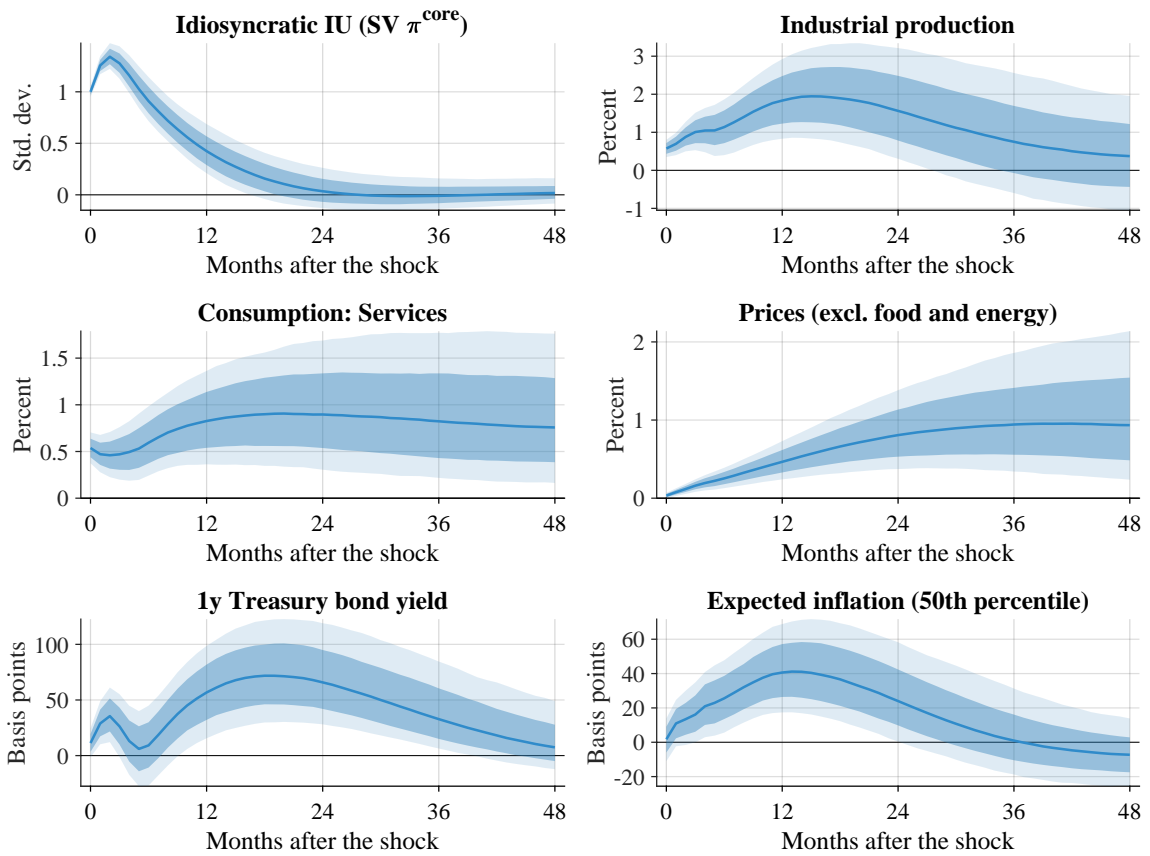 Idiosyncratic IU (SV π^core)
Std. dev.
1
0.5
0
0 12 24 36 48
Months after the shock
Industrial production
Percent
3
2
1
0
-1
0 12 24 36 48
Months after the shock
Consumption: Services
Percent
1.5
1
0.5
0
0 12 24 36 48
Months after the shock
Prices (excl. food and energy)
Percent
2
1
0
0 12 24 36 48
Months after the shock
1y Treasury bond yield
Basis points
100
50
0
0 12 24 36 48
Months after the shock
Expected inflation (50th percentile)
Basis points
60
40
20
0
-20
0 12 24 36 48
Months after the shock